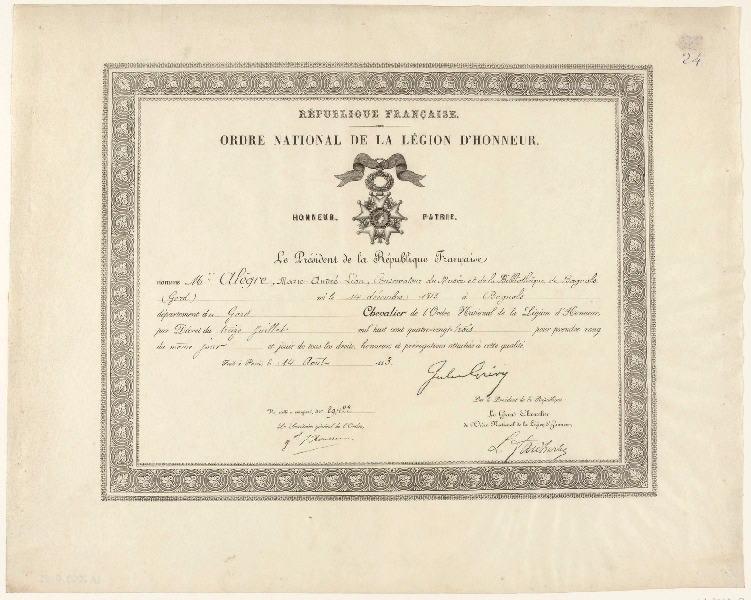 24
RÉPUBLIQUE FRANÇAISE.
ORDRE NATIONAL DE LA LÉGION D'HONNEUR.
HONNEUR. PATRIE.
Le Président de la République Française,
nomme Mr Alègre, Marie André Léon, Conservateur du Musée et de la Bibliothèque de Bagnols
(Gard) né le 14 décembre 1813 à Bagnols
département du Gard Chevalier de l'Ordre National de la Légion d'Honneur,
par Décret du treize Juillet mil huit cent quatre-vingt trois pour prendre rang
du même jour et jouir de tous les droits, honneurs et prérogatives attachés à cette qualité.
Fait à Paris, le 14 Août 83.
Jules Grévy
Par le Président de la République
Vu, scellé et enregistré, No
Le Grand Chancelier
de l'Ordre National de la Légion d'Honneur,
Le Secrétaire général de l'Ordre,
L. Faidherbe